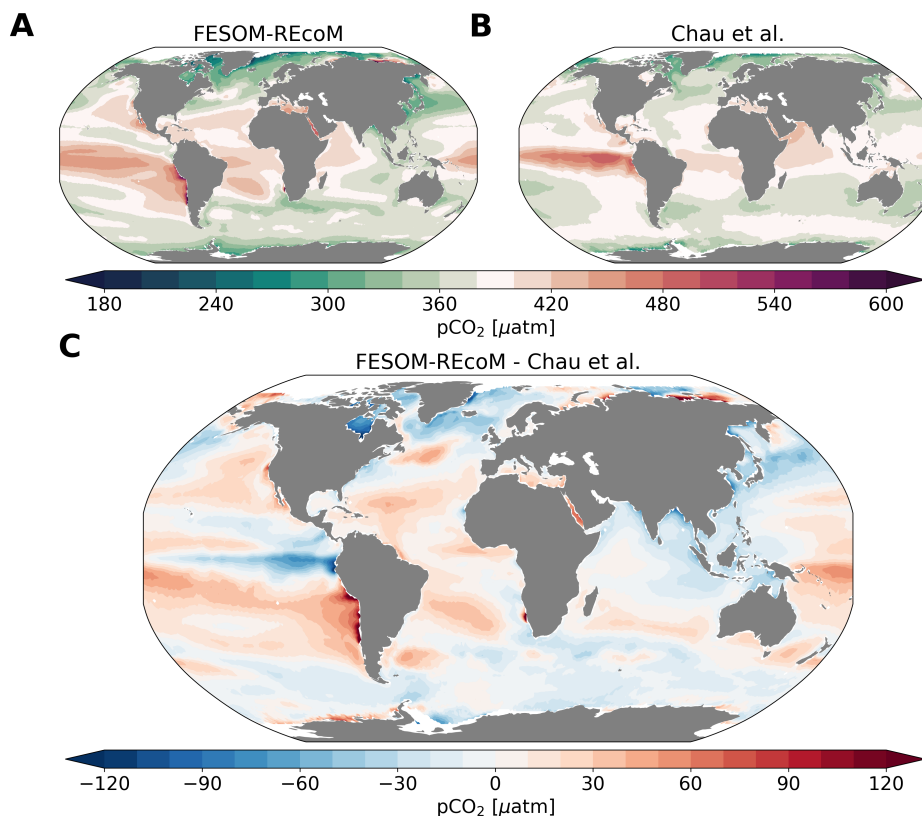 A
B
FESOM-REcoM
Chau et al.
180 240 300 360 420 480 540 600
pCO₂ [μatm]
C
FESOM-REcoM - Chau et al.
−120 −90 −60 −30 0 30 60 90 120
pCO₂ [μatm]